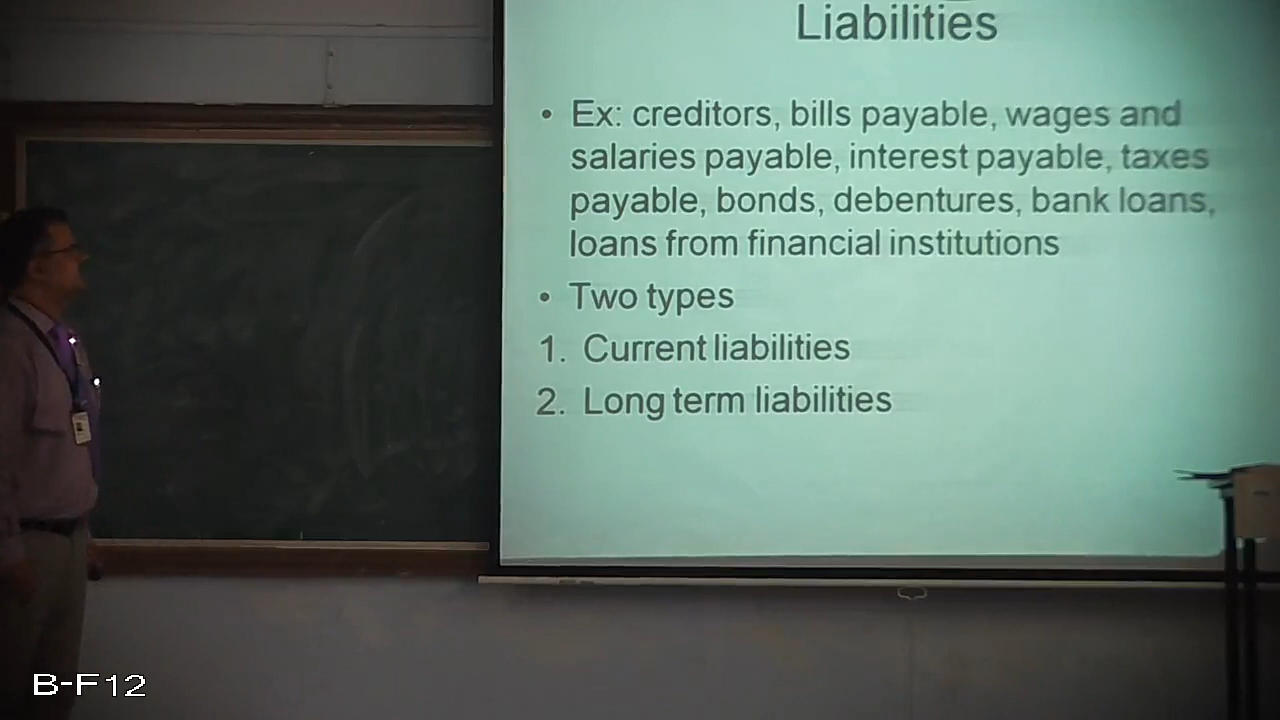 Liabilities
• Ex: creditors, bills payable, wages and
salaries payable, interest payable, taxes
payable, bonds, debentures, bank loans,
loans from financial institutions
• Two types
1. Current liabilities
2. Long term liabilities
B-F12